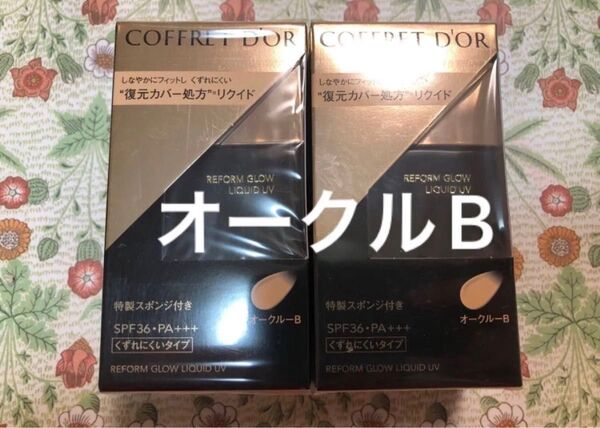 COFFRET D'OR
しなやかにフィットし くずれにくい
"復元カバー処方"※リクイド
REFORM GLOW
LIQUID UV
特製スポンジ付き
SPF36・PA+++
くずれにくいタイプ
REFORM GLOW LIQUID UV
オークルーB
COFFRET D'OR
しなやかにフィットし
"復元カバー処方"※リクイド
REFORM GLOW
LIQUID UV
特製スポンジ付き
SPF36・PA+++
くずれにくいタイプ
REFORM GLOW LIQUID UV
オークルーB
オークルB